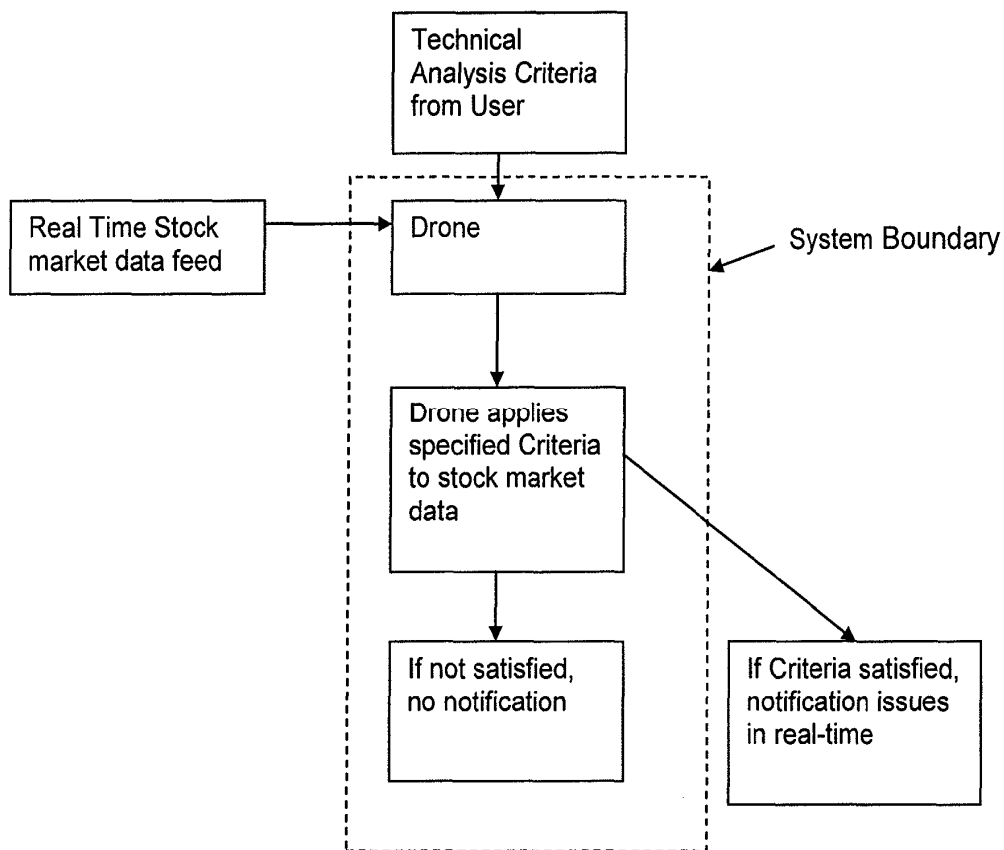 Technical
Analysis Criteria
from User
Real Time Stock
market data feed
Drone
System Boundary
Drone applies
specified Criteria
to stock market
data
If not satisfied,
no notification
If Criteria satisfied,
notification issues
in real-time